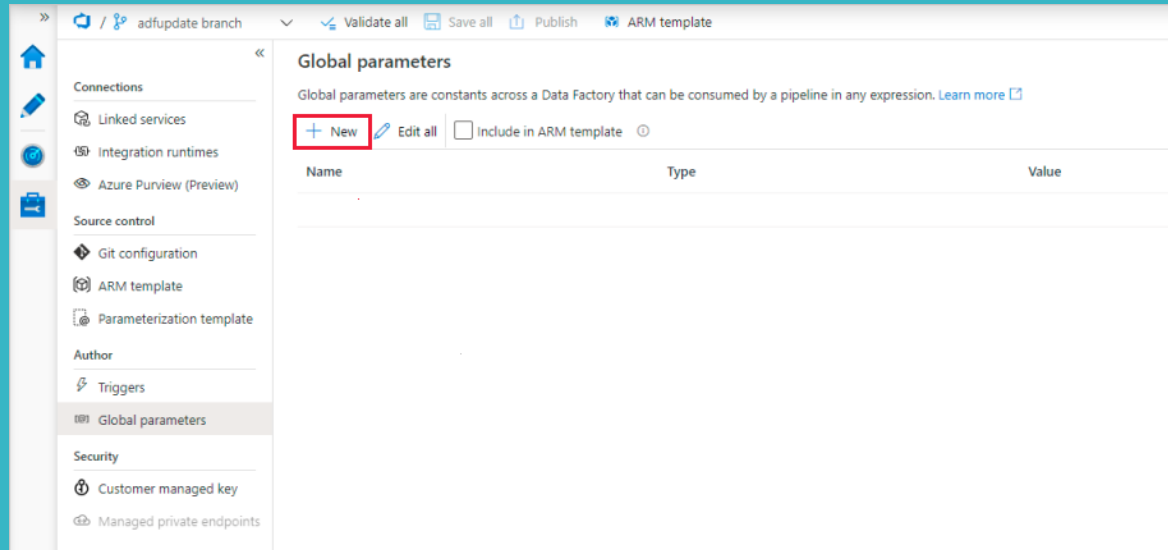 / adfupdate branch Validate all Save all Publish ARM template
Connections
Linked services
Integration runtimes
Azure Purview (Preview)
Source control
Git configuration
ARM template
Parameterization template
Author
Triggers
Global parameters
Security
Customer managed key
Managed private endpoints
Global parameters
Global parameters are constants across a Data Factory that can be consumed by a pipeline in any expression. Learn more
+ New Edit all Include in ARM template
Name Type Value